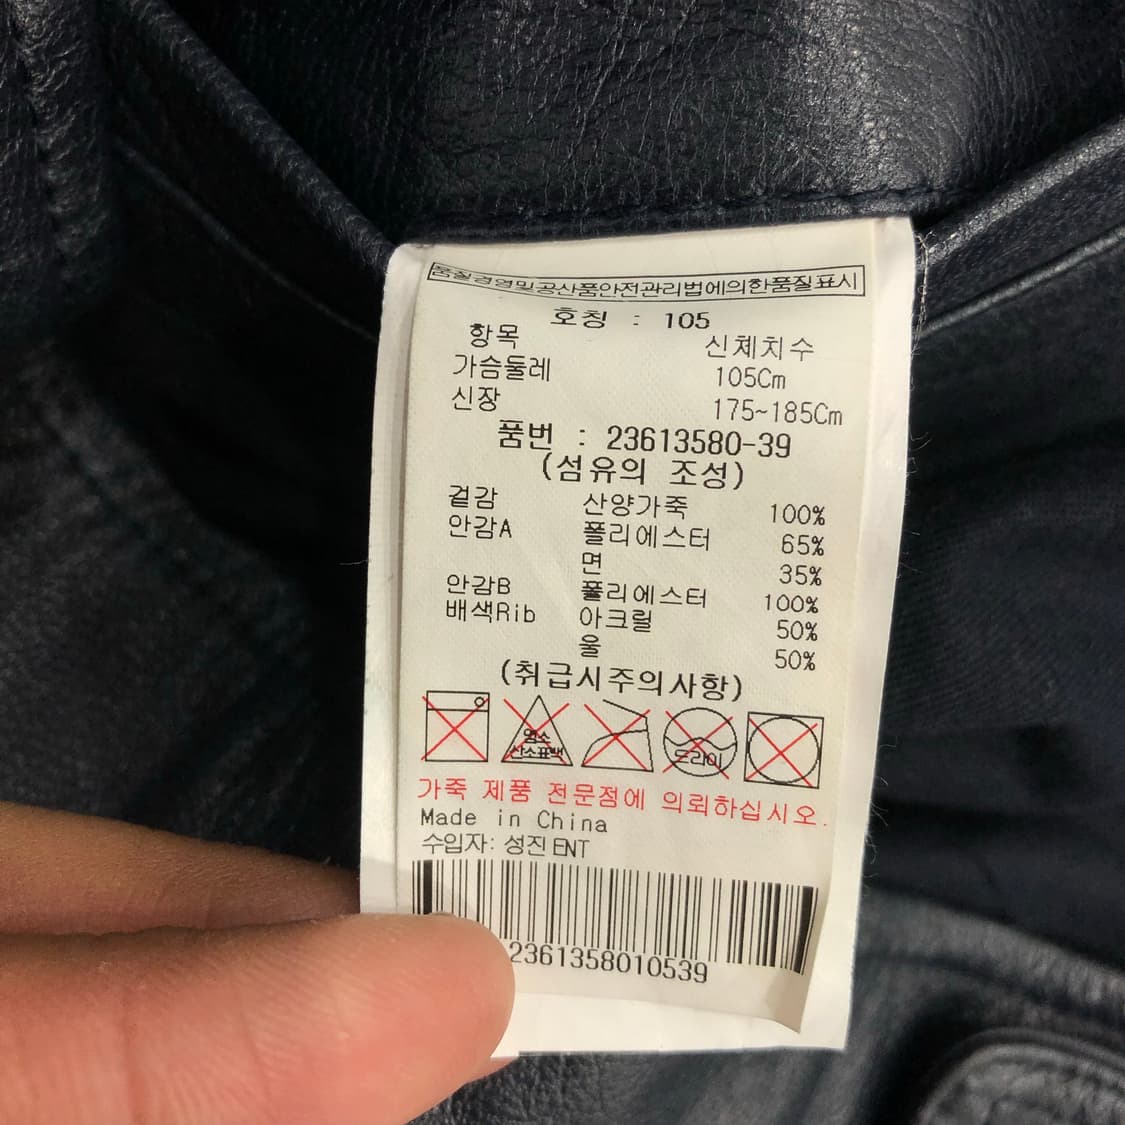 품질경영및공산품안전관리법에의한품질표시
호칭 : 105
항목 신체치수
가슴둘레 105Cm
신장 175~185Cm
품번 : 23613580-39
(섬유의 조성)
겉감 산양가죽 100%
안감A 폴리에스터 65%
면 35%
안감B 폴리에스터 100%
배색Rib 아크릴 50%
울 50%
(취급시주의사항)
염소
산소표백
드라이
가죽 제품 전문점에 의뢰하십시오.
Made in China
수입자: 성진ENT
2361358010539